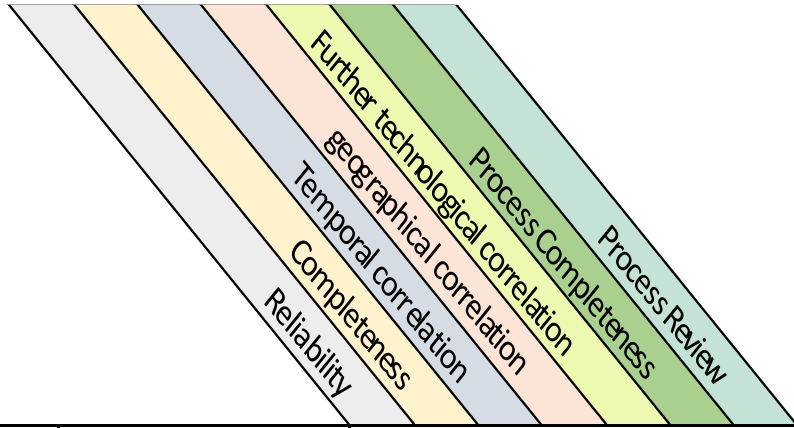 Reliability
Completeness
Temporal correlation
geographical correlation
Further technological correlation
Process Completeness
Process Review